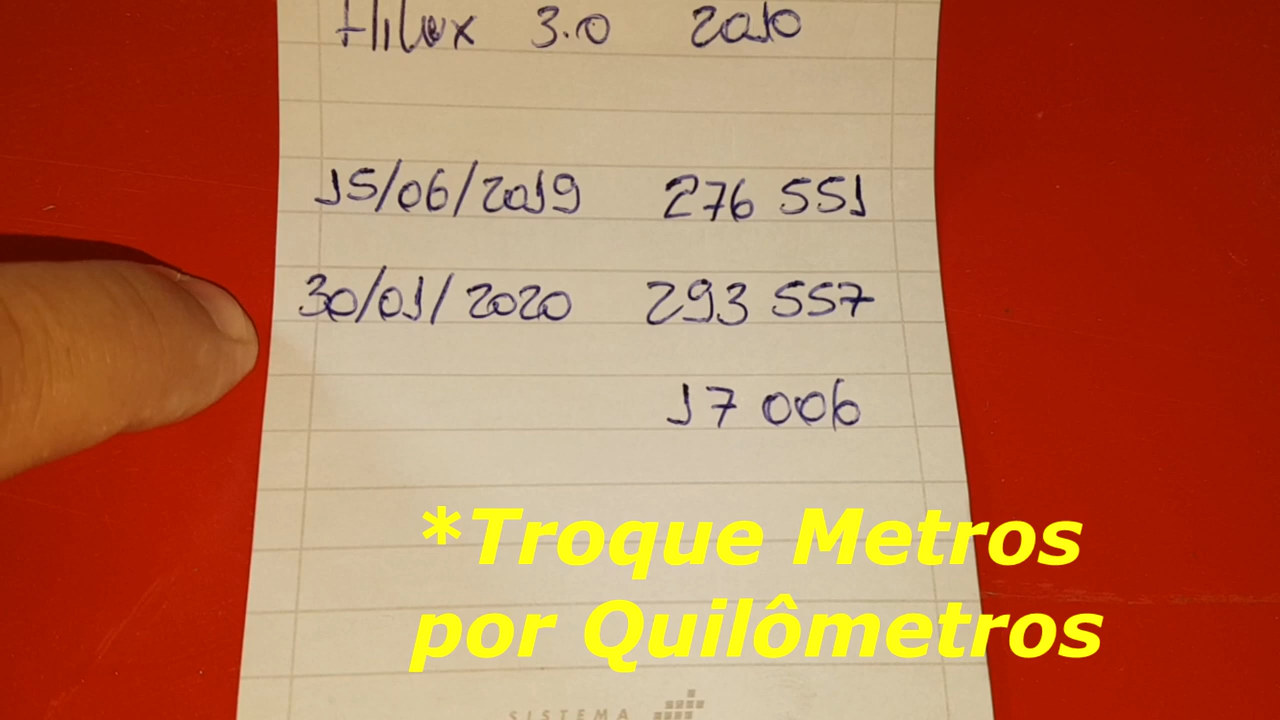 Hilux 3.0 2010
15/06/2019 276 551
30/01/2020 293 557
17 006
*Troque Metros
por Quilômetros
SISTEMA